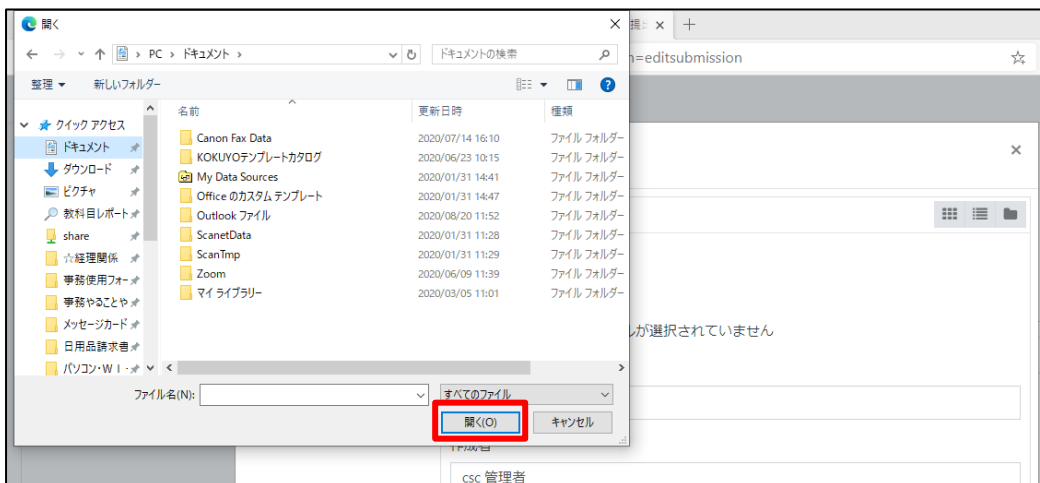 開く
PC › ドキュメント ›
ドキュメントの検索
整理
新しいフォルダー
名前
更新日時
種類
クイック アクセス
ドキュメント
ダウンロード
ピクチャ
教科目レポート
share
☆経理関係
事務使用フォー
事務やることや
メッセージカード
日用品請求書
パソコン・ＷＩ-
Canon Fax Data 2020/07/14 16:10 ファイル フォルダー
KOKUYOテンプレートカタログ 2020/06/23 10:15 ファイル フォルダー
My Data Sources 2020/01/31 14:41 ファイル フォルダー
Office のカスタム テンプレート 2020/01/31 14:47 ファイル フォルダー
Outlook ファイル 2020/08/20 11:52 ファイル フォルダー
ScanetData 2020/01/31 11:28 ファイル フォルダー
ScanTmp 2020/01/31 11:29 ファイル フォルダー
Zoom 2020/06/09 11:39 ファイル フォルダー
マイ ライブラリー 2020/03/05 11:01 ファイル フォルダー
ファイル名(N):
すべてのファイル
開く(O)
キャンセル
n=editsubmission
ルが選択されていません
作成者
csc 管理者